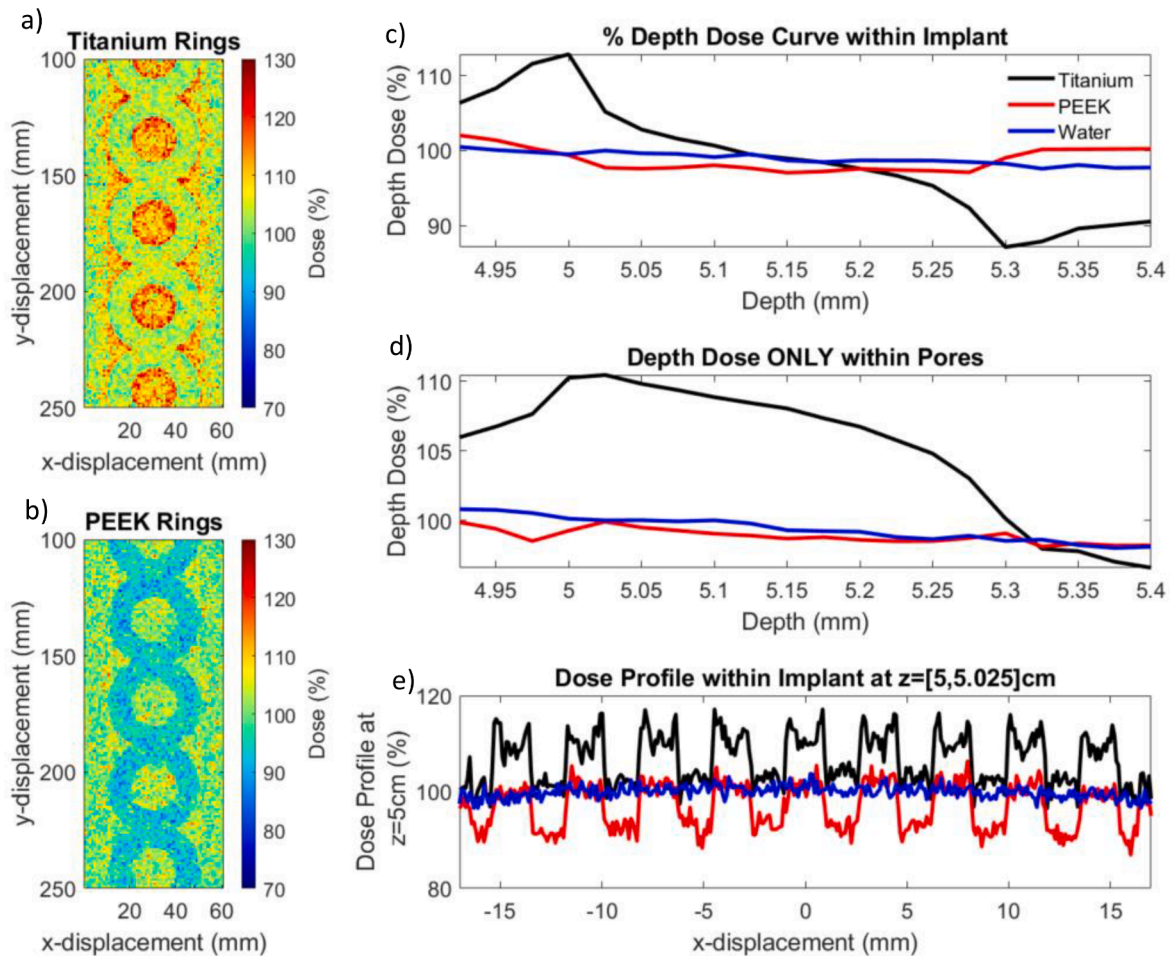 a)
Titanium Rings
100
150
200
250
y-displacement (mm)
20 40 60
x-displacement (mm)
130
120
110
100
90
80
70
Dose (%)
b)
PEEK Rings
100
150
200
250
y-displacement (mm)
20 40 60
x-displacement (mm)
130
120
110
100
90
80
70
Dose (%)
c)
% Depth Dose Curve within Implant
Titanium
PEEK
Water
110
100
90
Depth Dose (%)
4.95 5 5.05 5.1 5.15 5.2 5.25 5.3 5.35 5.4
Depth (mm)
d)
Depth Dose ONLY within Pores
110
105
100
Depth Dose (%)
4.95 5 5.05 5.1 5.15 5.2 5.25 5.3 5.35 5.4
Depth (mm)
e)
Dose Profile within Implant at z=[5,5.025]cm
120
100
80
Dose Profile at
z=5cm (%)
-15 -10 -5 0 5 10 15
x-displacement (mm)